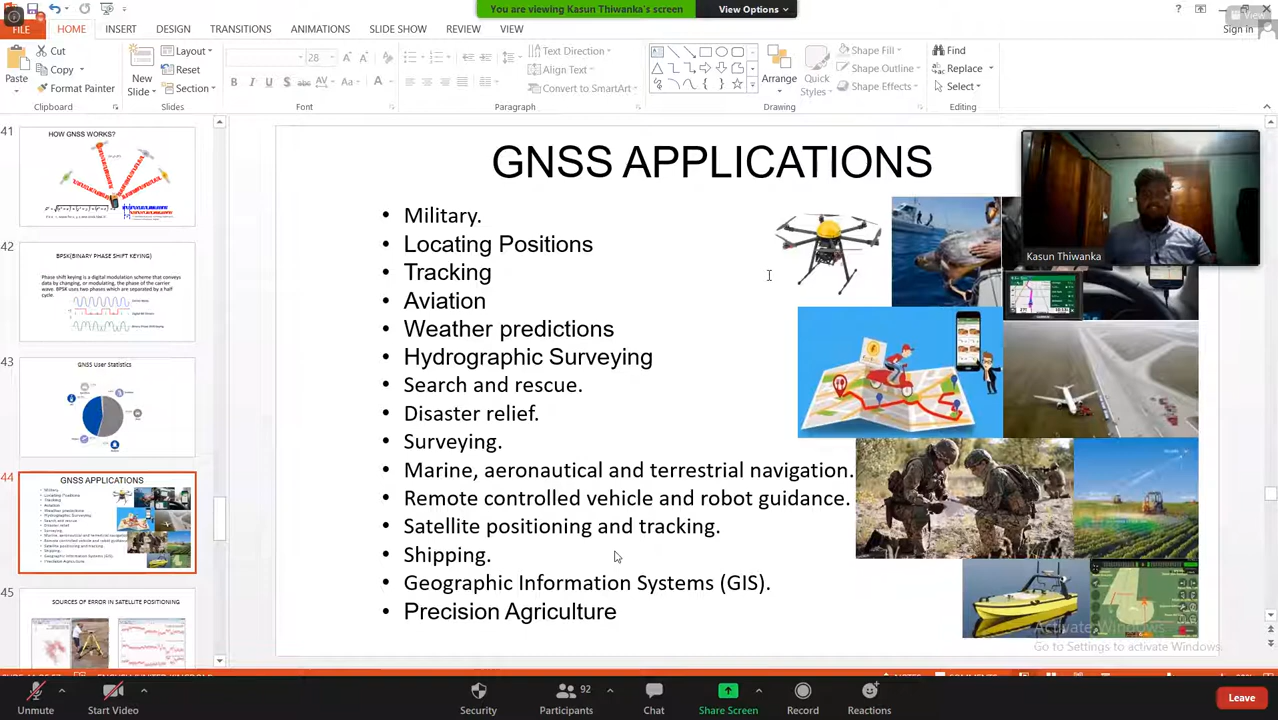 You are viewing Kasun Thiwanka's screen
View Options
View
Sign in
FILE
HOME
INSERT
DESIGN
TRANSITIONS
ANIMATIONS
SLIDE SHOW
REVIEW
VIEW
Paste
Cut
Copy
Format Painter
Clipboard
New
Slide
Layout
Reset
Section
Slides
28
B I U S abc AV Aa A
Font
Text Direction
Align Text
Convert to SmartArt
Paragraph
Arrange
Quick
Styles
Shape Fill
Shape Outline
Shape Effects
Drawing
Find
Replace
Select
Editing
41
HOW GNSS WORKS?
42
BPSK(BINARY PHASE SHIFT KEYING)
Phase shift keying is a digital modulation scheme that conveys
data by changing, or modulating, the phase of the carrier
wave. BPSK uses two phases which are separated by a half
cycle.
43
GNSS User Statistics
44
GNSS APPLICATIONS
45
SOURCES OF ERROR IN SATELLITE POSITIONING
GNSS APPLICATIONS
• Military.
• Locating Positions
• Tracking
• Aviation
• Weather predictions
• Hydrographic Surveying
• Search and rescue.
• Disaster relief.
• Surveying.
• Marine, aeronautical and terrestrial navigation.
• Remote controlled vehicle and robot guidance.
• Satellite positioning and tracking.
• Shipping.
• Geographic Information Systems (GIS).
• Precision Agriculture
Kasun Thiwanka
Activate Windows
Go to Settings to activate Windows.
Unmute
Start Video
Security
92
Participants
Chat
Share Screen
Record
Reactions
Leave